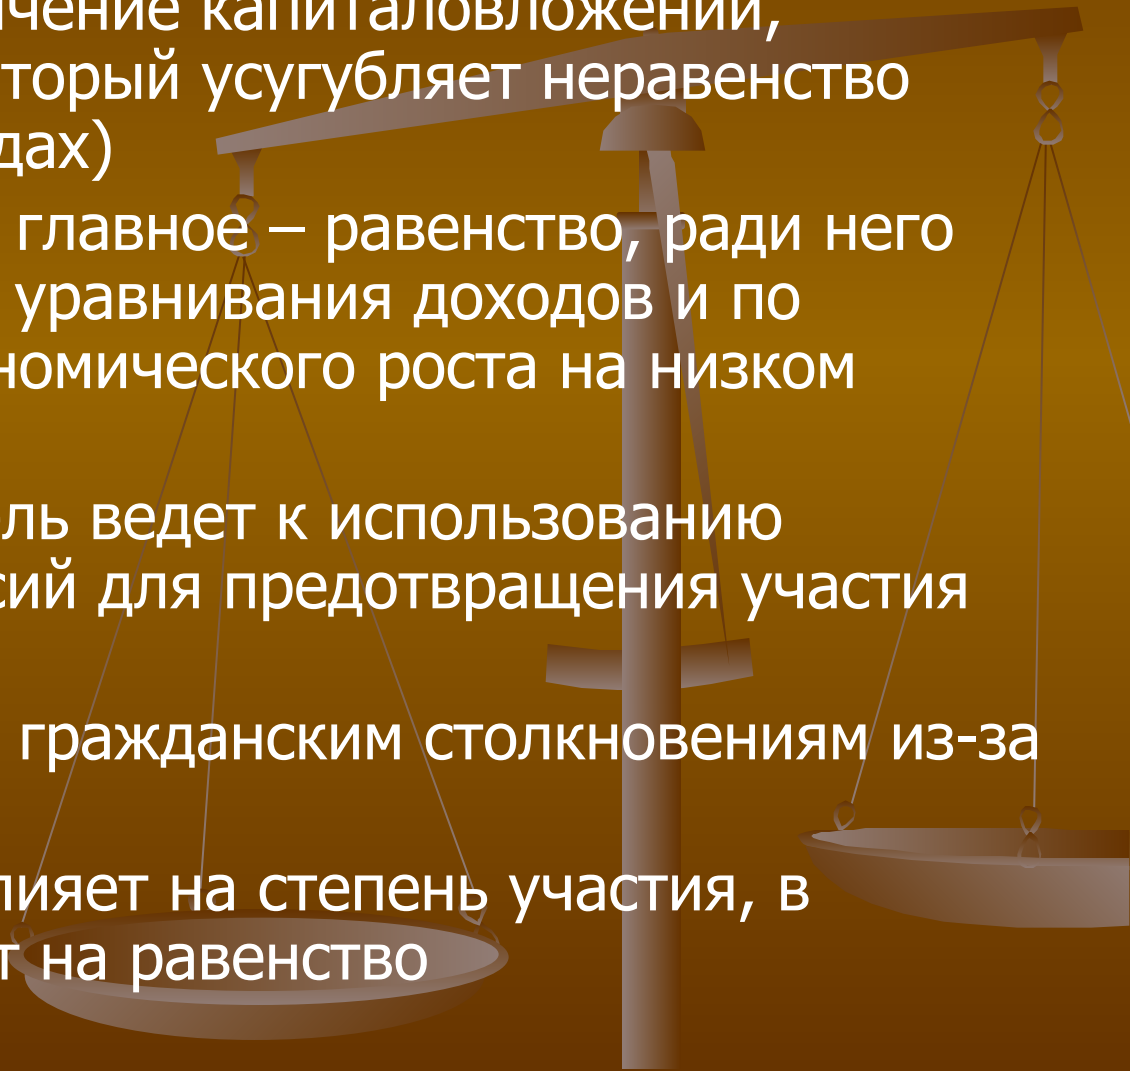 чение капиталовложений,
торый усугубляет неравенство
дах)
главное – равенство, ради него
уравнивания доходов и по
номического роста на низком
ль ведет к использованию
сий для предотвращения участия
гражданским столкновениям из-за
лияет на степень участия, в
т на равенство